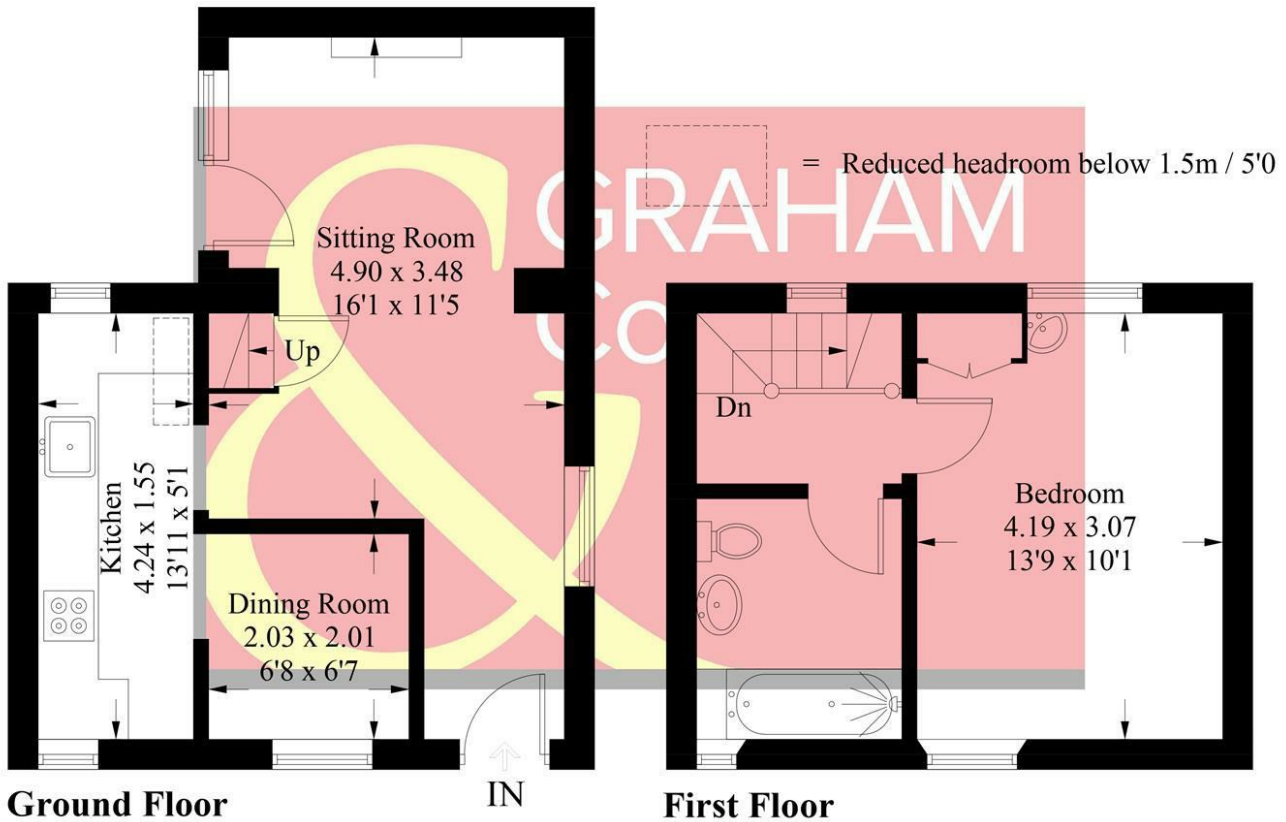 GRAHAM
&
Co
= Reduced headroom below 1.5m / 5'0
Sitting Room
4.90 x 3.48
16'1 x 11'5
Up
Kitchen
4.24 x 1.55
13'11 x 5'1
Dining Room
2.03 x 2.01
6'8 x 6'7
IN
Ground Floor
Dn
Bedroom
4.19 x 3.07
13'9 x 10'1
First Floor